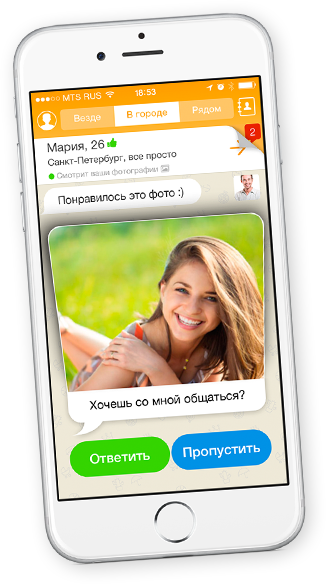 MTS RUS 18:53
Везде В городе Рядом
Мария, 26
2
Санкт-Петербург, все просто
Смотрит ваши фотографии
Понравилось это фото :)
Хочешь со мной общаться?
Ответить Пропустить